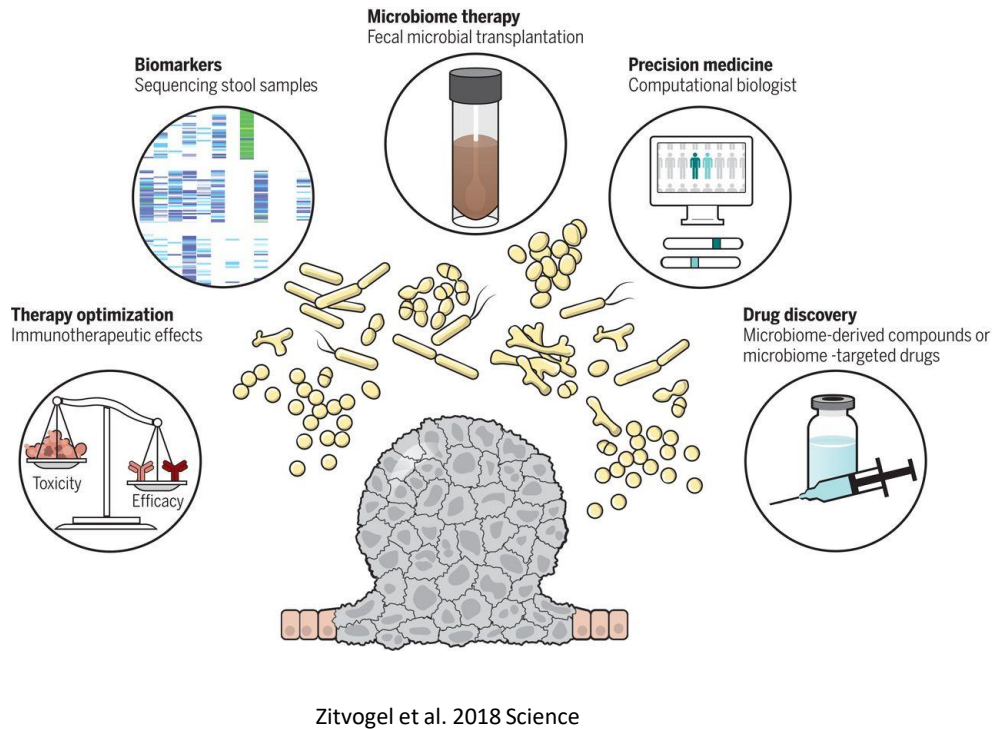 Microbiome therapy
Fecal microbial transplantation
Biomarkers
Sequencing stool samples
Precision medicine
Computational biologist
Therapy optimization
Immunotherapeutic effects
Toxicity
Efficacy
Drug discovery
Microbiome-derived compounds or
microbiome -targeted drugs
Zitvogel et al. 2018 Science